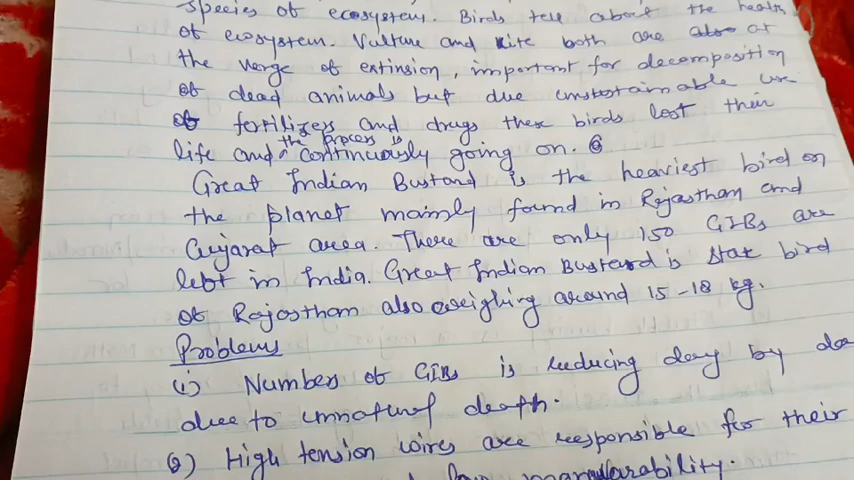 species of ecosystem. Birds tell about the health
of ecosystem. Vulture and kite both are also at
the verge of extinsion, important for decomposition
of dead animals but due unsustainable use
of fertilizers and drugs these birds lost their
life and the process is continuously going on.
Great Indian Bustand is the heaviest bird on
the planet mainly found in Rajasthan and
Gujarat area. There are only 150 GIBs are
left in India. Great Indian Bustard is state bird
of Rajasthan also weighing around 15-18 kg.
Problems
(i) Number of GIBs is reducing day by
due to unnatural death.
(2) High tension wires are responsible for their